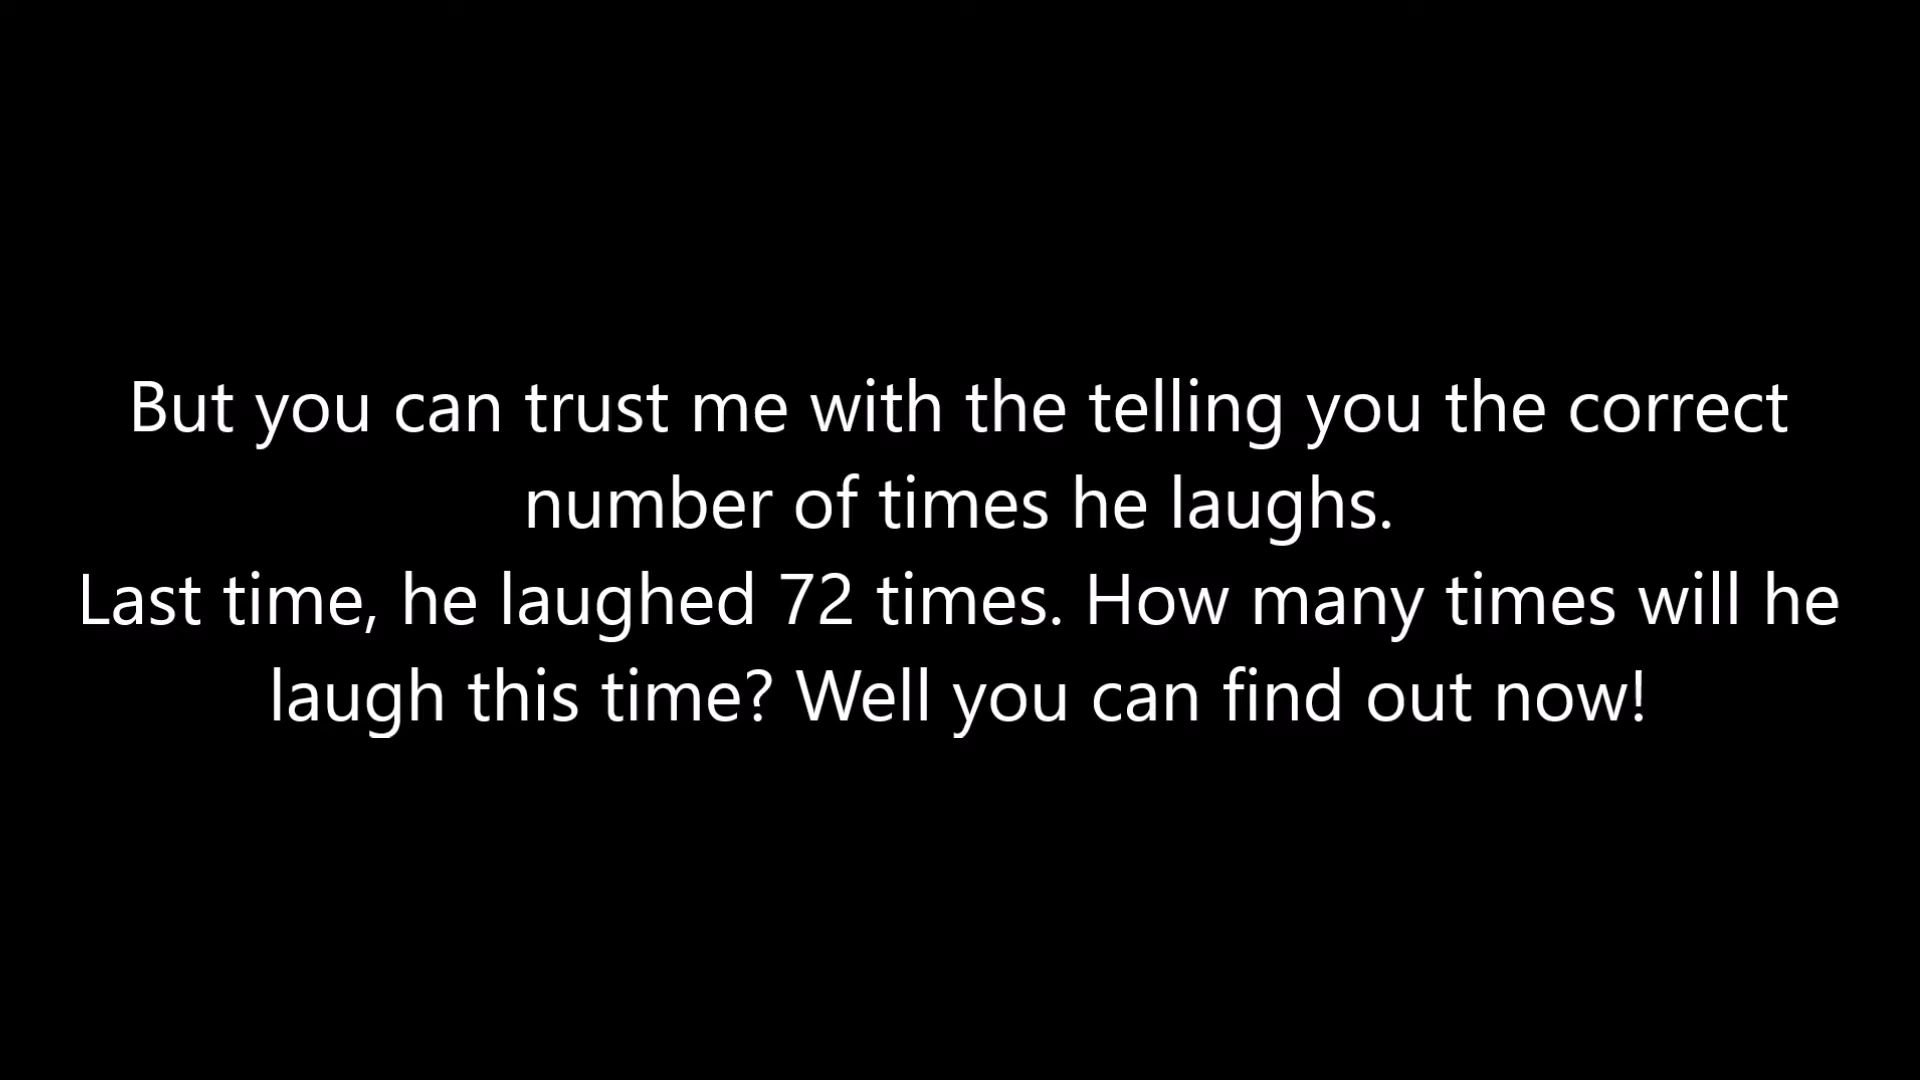 But you can trust me with the telling you the correct
number of times he laughs.
Last time, he laughed 72 times. How many times will he
laugh this time? Well you can find out now!